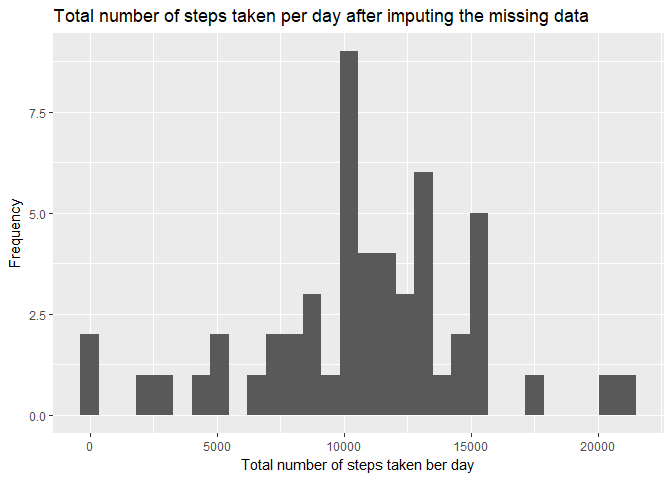 Total number of steps taken per day after imputing the missing data
Frequency
7.5
5.0
2.5
0.0
0 5000 10000 15000 20000
Total number of steps taken ber day